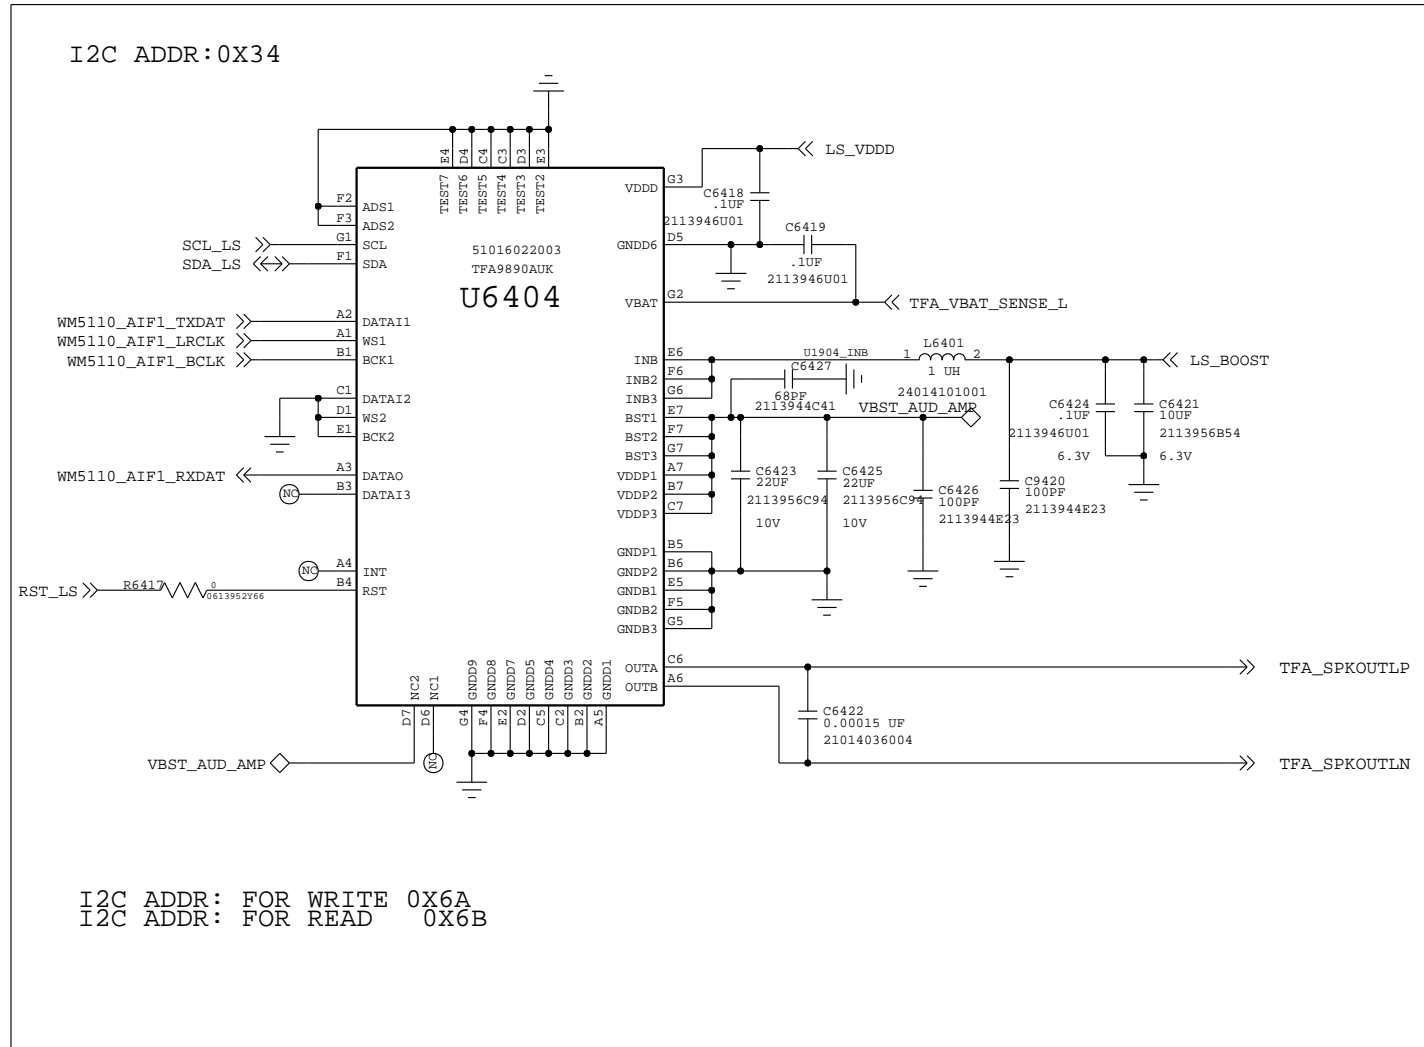 I2C ADDR:0X34
E4
D4
C4
C3
D3
E3
TEST7
TEST6
TEST5
TEST4
TEST3
TEST2
F2
ADS1
F3
ADS2
SCL_LS
G1
SCL
SDA_LS
F1
SDA
51016022003
TFA9890AUK
U6404
WM5110_AIF1_TXDAT
A2
DATAI1
WM5110_AIF1_LRCLK
A1
WS1
WM5110_AIF1_BCLK
B1
BCK1
C1
DATAI2
D1
WS2
E1
BCK2
WM5110_AIF1_RXDAT
A3
DATAO
NC
B3
DATAI3
NC
A4
INT
RST_LS
R6417
0
0613952Y66
B4
RST
VDDD
G3
LS_VDDD
C6418
.1UF
2113946U01
GNDD6
D5
C6419
.1UF
2113946U01
VBAT
G2
TFA_VBAT_SENSE_L
INB
E6
U1904_INB
1
L6401
2
1 UH
24014101001
LS_BOOST
INB2
F6
C6427
68PF
2113944C41
INB3
G6
BST1
E7
VBST_AUD_AMP
BST2
F7
BST3
G7
VDDP1
A7
VDDP2
B7
VDDP3
C7
C6424
.1UF
2113946U01
6.3V
C6421
10UF
2113956B54
6.3V
C6423
22UF
2113956C94
10V
C6425
22UF
2113956C94
10V
C6426
100PF
2113944E23
C9420
100PF
2113944E23
GNDP1
B5
GNDP2
B6
GNDB1
E5
GNDB2
F5
GNDB3
G5
OUTA
C6
TFA_SPKOUTLP
OUTB
A6
C6422
0.00015 UF
21014036004
TFA_SPKOUTLN
NC2
NC1
GNDD9
GNDD8
GNDD7
GNDD5
GNDD4
GNDD3
GNDD2
GNDD1
D7
D6
G4
F4
E2
D2
C5
C2
B2
A5
VBST_AUD_AMP
NC
I2C ADDR: FOR WRITE 0X6A
I2C ADDR: FOR READ 0X6B